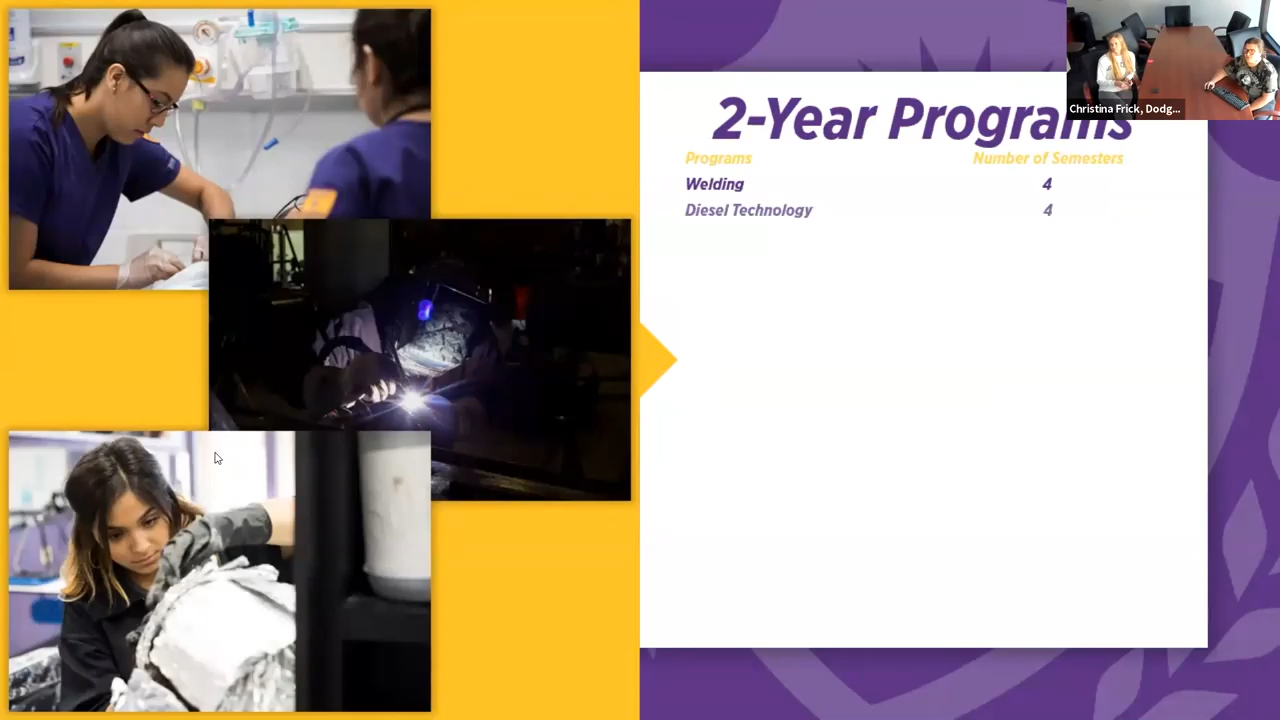 2-Year Programs
Christina Frick, Dodg...
Programs Number of Semesters
Welding 4
Diesel Technology 4